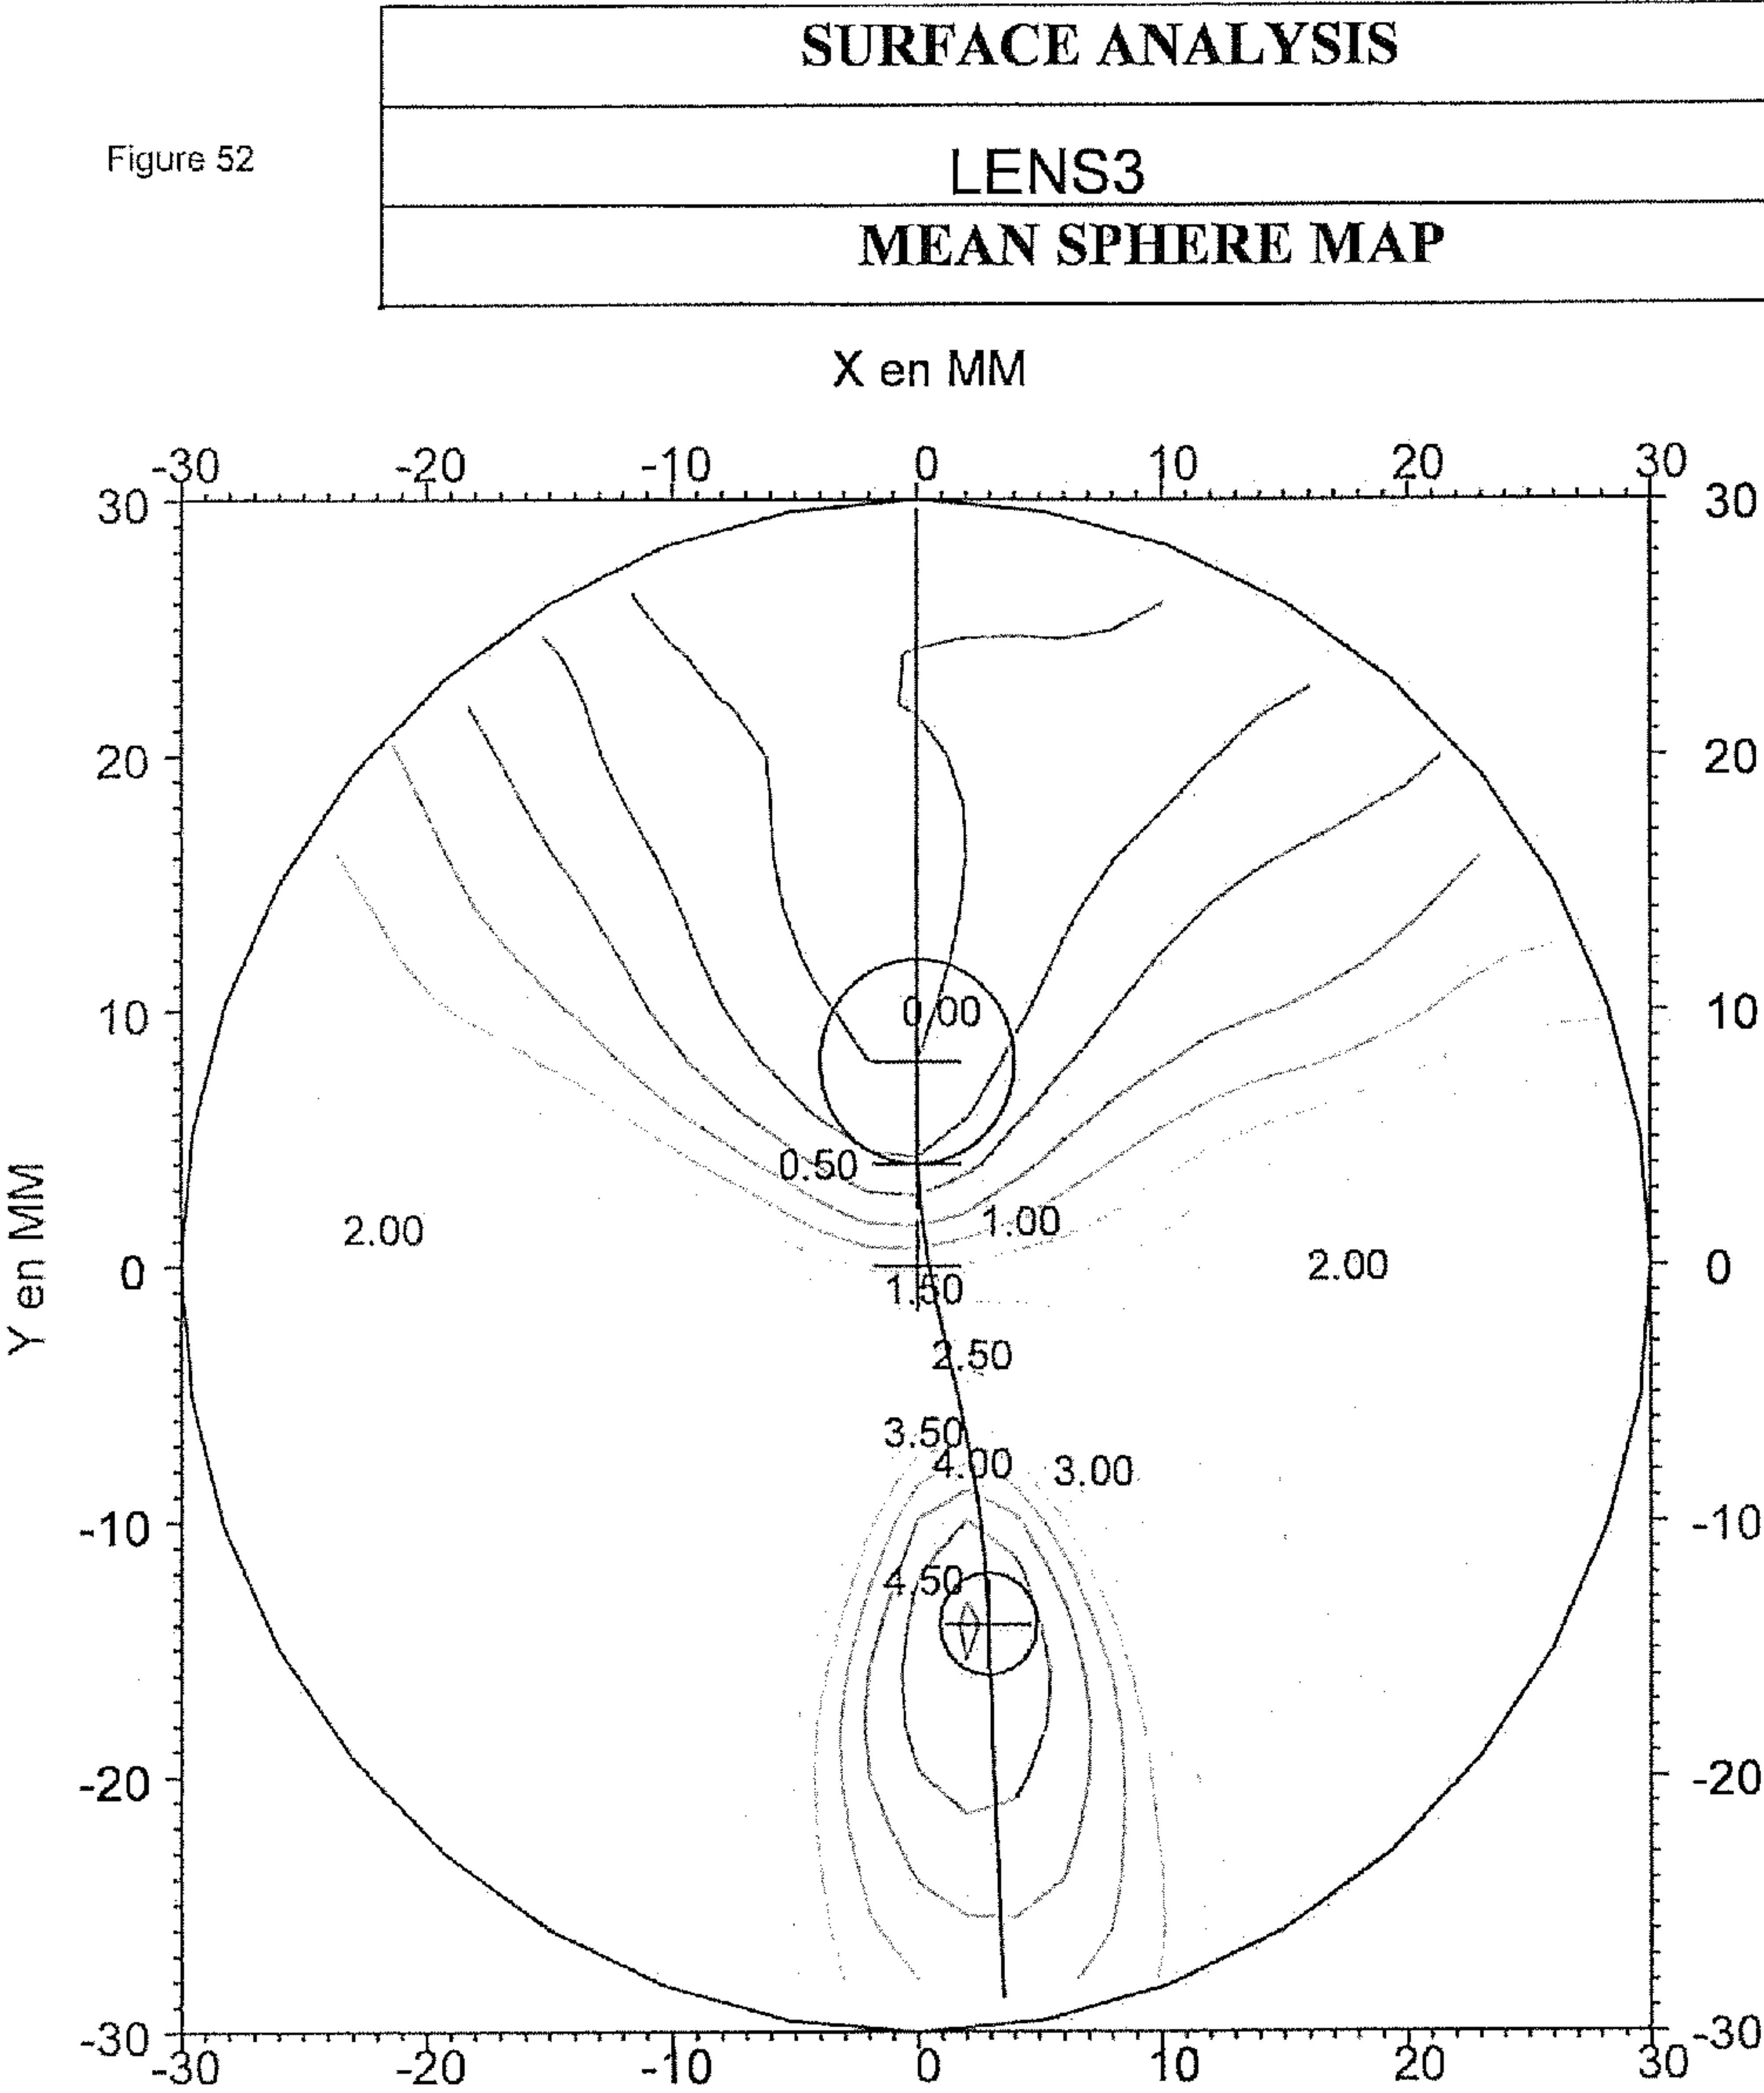 SURFACE ANALYSIS
Figure 52
LENS3
MEAN SPHERE MAP
X en MM
-30 -20 -10 0 10 20 30
30 30
20 20
10 0.00 10
0.50
2.00 1.00
Y en MM
0 1.50 2.00 0
2.50
3.50
4.00 3.00
-10 -10
4.50
-20 -20
-30 -30
-30 -20 -10 0 10 20 30